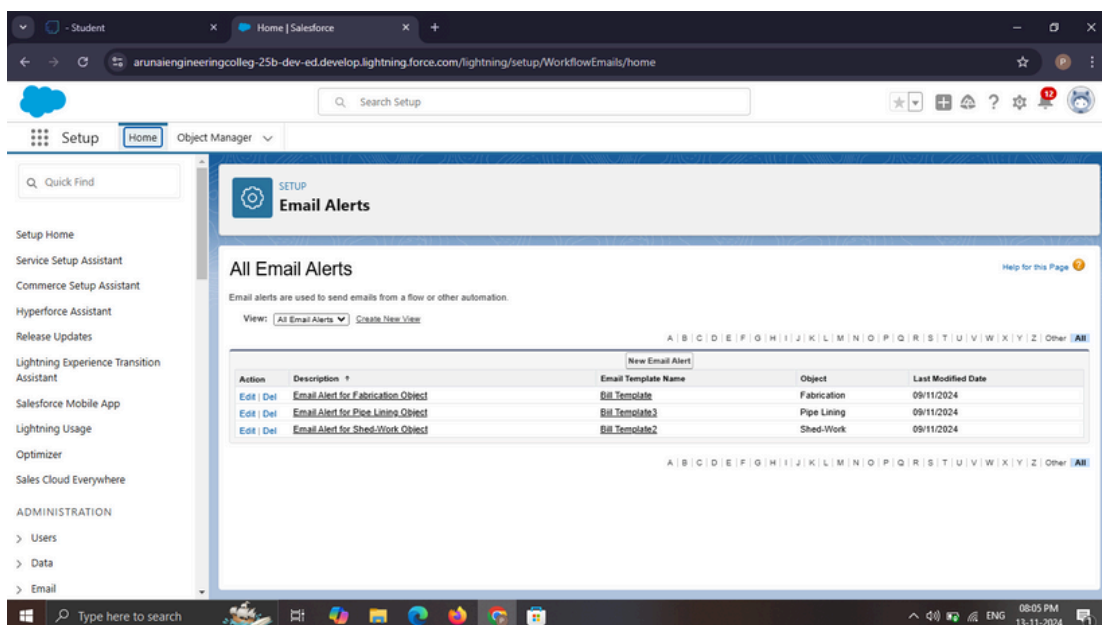 - Student
Home | Salesforce
arunaiengineeringcolleg-25b-dev-ed.develop.lightning.force.com/lightning/setup/WorkflowEmails/home
P
Search Setup
12
Setup
Home
Object Manager
Quick Find
Setup Home
Service Setup Assistant
Commerce Setup Assistant
Hyperforce Assistant
Release Updates
Lightning Experience Transition
Assistant
Salesforce Mobile App
Lightning Usage
Optimizer
Sales Cloud Everywhere
ADMINISTRATION
> Users
> Data
> Email
SETUP
Email Alerts
All Email Alerts
Help for this Page ?
Email alerts are used to send emails from a flow or other automation.
View: All Email Alerts Create New View
A | B | C | D | E | F | G | H | I | J | K | L | M | N | O | P | Q | R | S | T | U | V | W | X | Y | Z | Other All
New Email Alert
Action Description ↑ Email Template Name Object Last Modified Date
Edit | Del Email Alert for Fabrication Object Bill Template Fabrication 09/11/2024
Edit | Del Email Alert for Pipe Lining Object Bill Template3 Pipe Lining 09/11/2024
Edit | Del Email Alert for Shed-Work Object Bill Template2 Shed-Work 09/11/2024
A | B | C | D | E | F | G | H | I | J | K | L | M | N | O | P | Q | R | S | T | U | V | W | X | Y | Z | Other All
Type here to search
ENG
08:05 PM
13-11-2024